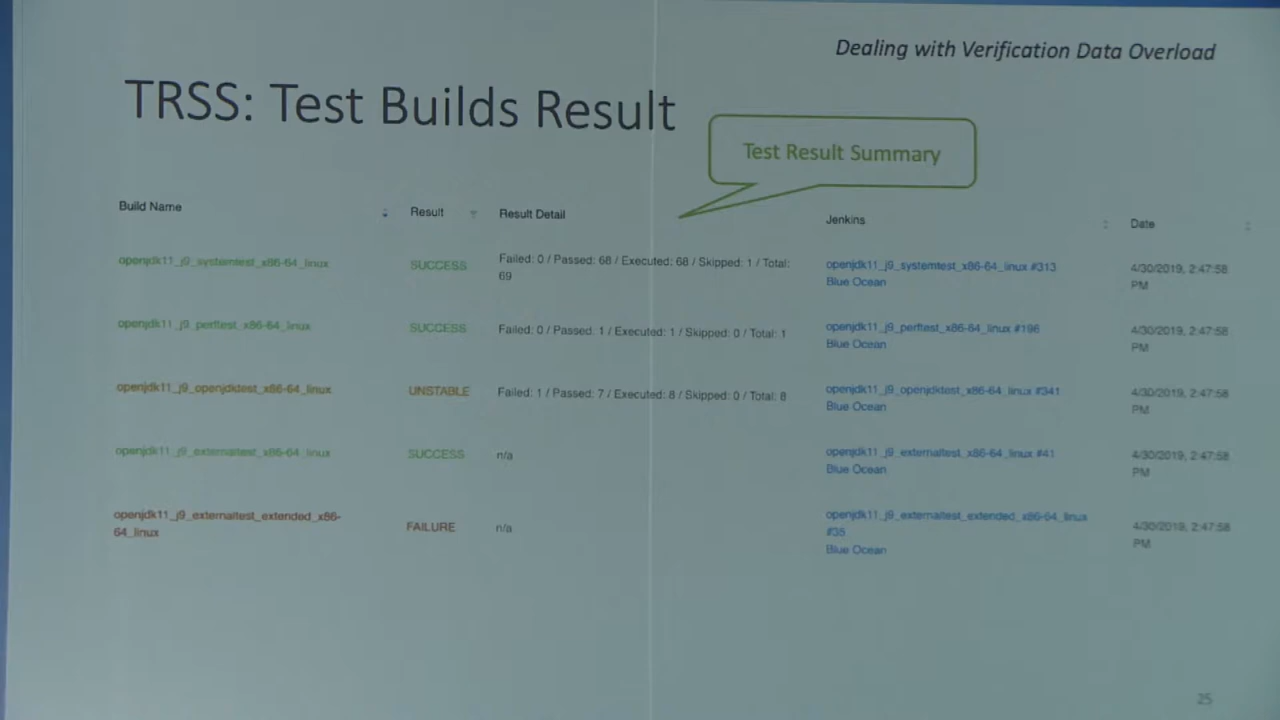 Dealing with Verification Data Overload
TRSS: Test Builds Result
Test Result Summary
Build Name Result Result Detail Jenkins Date
openjdk11_j9_systemtest_x86-64_linux SUCCESS Failed: 0 / Passed: 68 / Executed: 68 / Skipped: 1 / Total: openjdk11_j9_systemtest_x86-64_linux #313 4/30/2019, 2:47:58
69 Blue Ocean PM
openjdk11_j9_perftest_x86-64_linux SUCCESS Failed: 0 / Passed: 1 / Executed: 1 / Skipped: 0 / Total: 1 openjdk11_j9_perftest_x86-64_linux #196 4/30/2019, 2:47:58
Blue Ocean PM
openjdk11_j9_openjdktest_x86-64_linux UNSTABLE Failed: 1 / Passed: 7 / Executed: 8 / Skipped: 0 / Total: 8 openjdk11_j9_openjdktest_x86-64_linux #341 4/30/2019, 2:47:58
Blue Ocean PM
openjdk11_j9_externaltest_x86-64_linux SUCCESS n/a openjdk11_j9_externaltest_x86-64_linux #41 4/30/2019, 2:47:58
Blue Ocean PM
openjdk11_j9_externaltest_extended_x86- FAILURE n/a openjdk11_j9_externaltest_extended_x86-64_linux 4/30/2019, 2:47:58
64_linux #35 PM
Blue Ocean
25